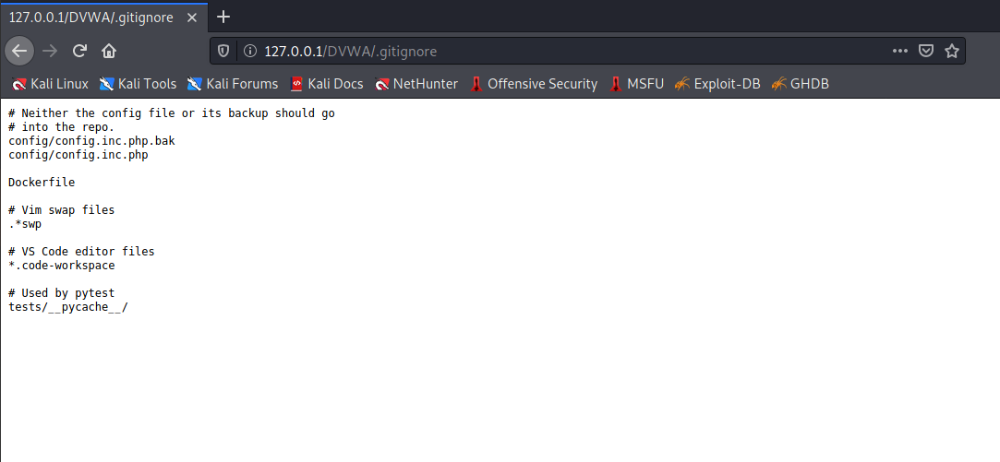 127.0.0.1/DVWA/.gitignore
127.0.0.1/DVWA/.gitignore
Kali Linux Kali Tools Kali Forums Kali Docs NetHunter Offensive Security MSFU Exploit-DB GHDB
# Neither the config file or its backup should go
# into the repo.
config/config.inc.php.bak
config/config.inc.php
Dockerfile
# Vim swap files
.*swp
# VS Code editor files
*.code-workspace
# Used by pytest
tests/__pycache__/